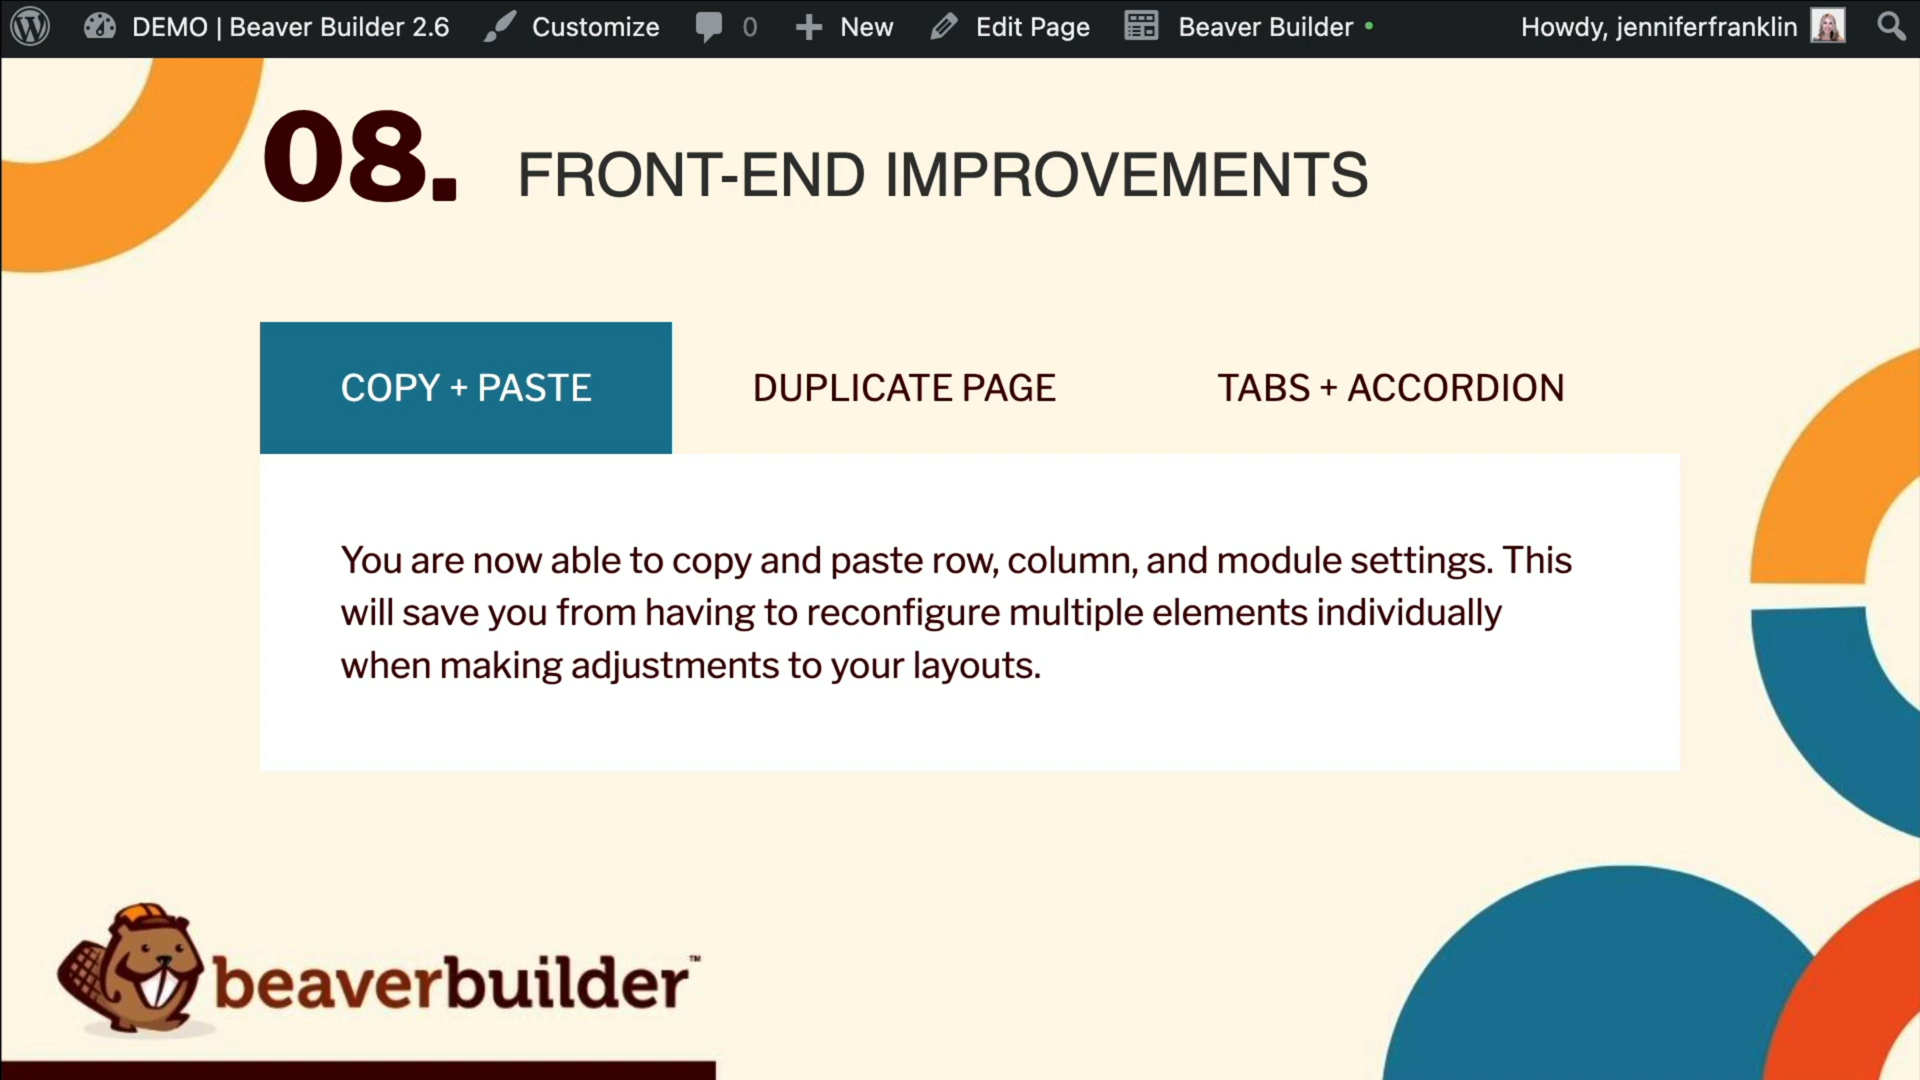 DEMO | Beaver Builder 2.6 Customize 0 New Edit Page Beaver Builder Howdy, jenniferfranklin
08. FRONT-END IMPROVEMENTS
COPY + PASTE DUPLICATE PAGE TABS + ACCORDION
You are now able to copy and paste row, column, and module settings. This
will save you from having to reconfigure multiple elements individually
when making adjustments to your layouts.
beaverbuilder™